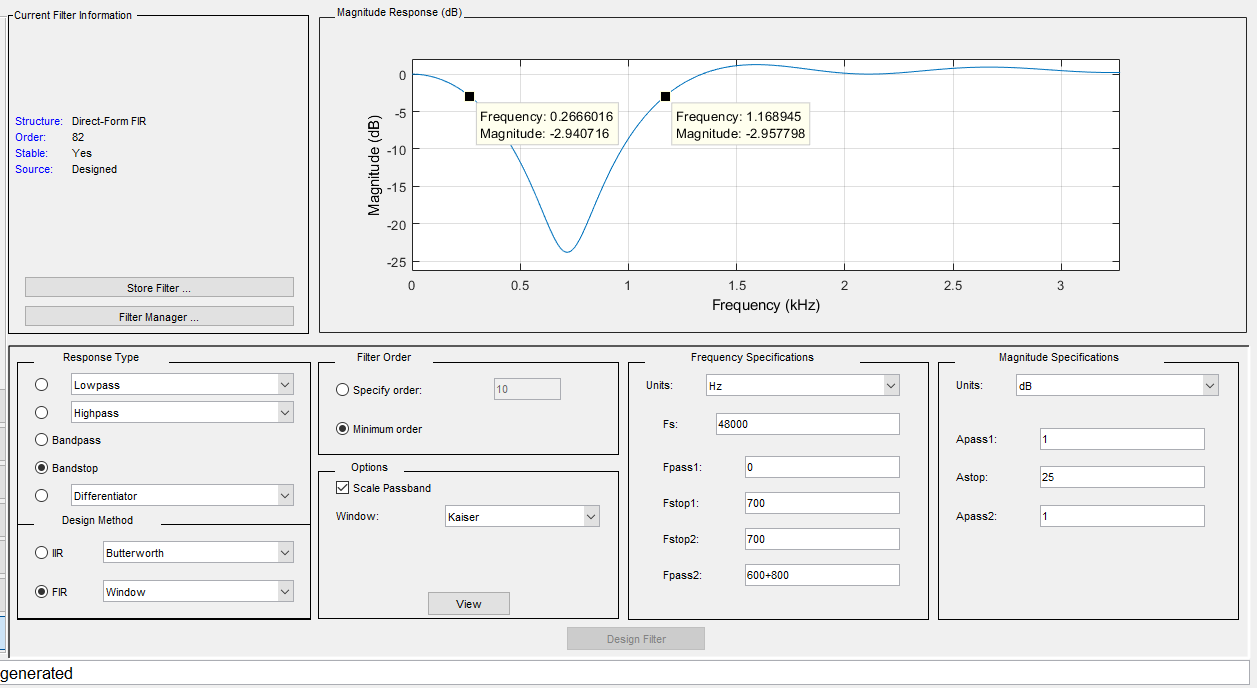 Current Filter Information
Structure: Direct-Form FIR
Order: 82
Stable: Yes
Source: Designed
Store Filter ...
Filter Manager ...
Magnitude Response (dB)
Magnitude (dB)
0
-5
-10
-15
-20
-25
Frequency: 0.2666016
Magnitude: -2.940716
Frequency: 1.168945
Magnitude: -2.957798
0 0.5 1 1.5 2 2.5 3
Frequency (kHz)
Response Type
Lowpass
Highpass
Bandpass
Bandstop
Differentiator
Design Method
IIR Butterworth
FIR Window
Filter Order
Specify order: 10
Minimum order
Options
Scale Passband
Window: Kaiser
View
Frequency Specifications
Units: Hz
Fs: 48000
Fpass1: 0
Fstop1: 700
Fstop2: 700
Fpass2: 600+800
Magnitude Specifications
Units: dB
Apass1: 1
Astop: 25
Apass2: 1
Design Filter
generated